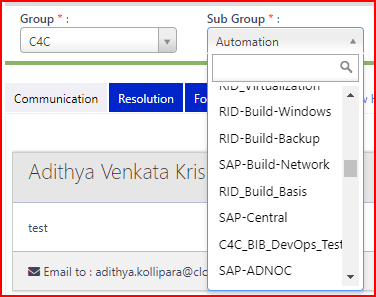 Group * :
Sub Group * :
C4C
Automation
RID_Virtualization
RID-Build-Windows
RID-Build-Backup
SAP-Build-Network
RID_Build_Basis
SAP-Central
C4C_BIB_DevOps_Test
SAP-ADNOC
Communication
Resolution
Fo
Adithya Venkata Kris
test
Email to : adithya.kollipara@clo